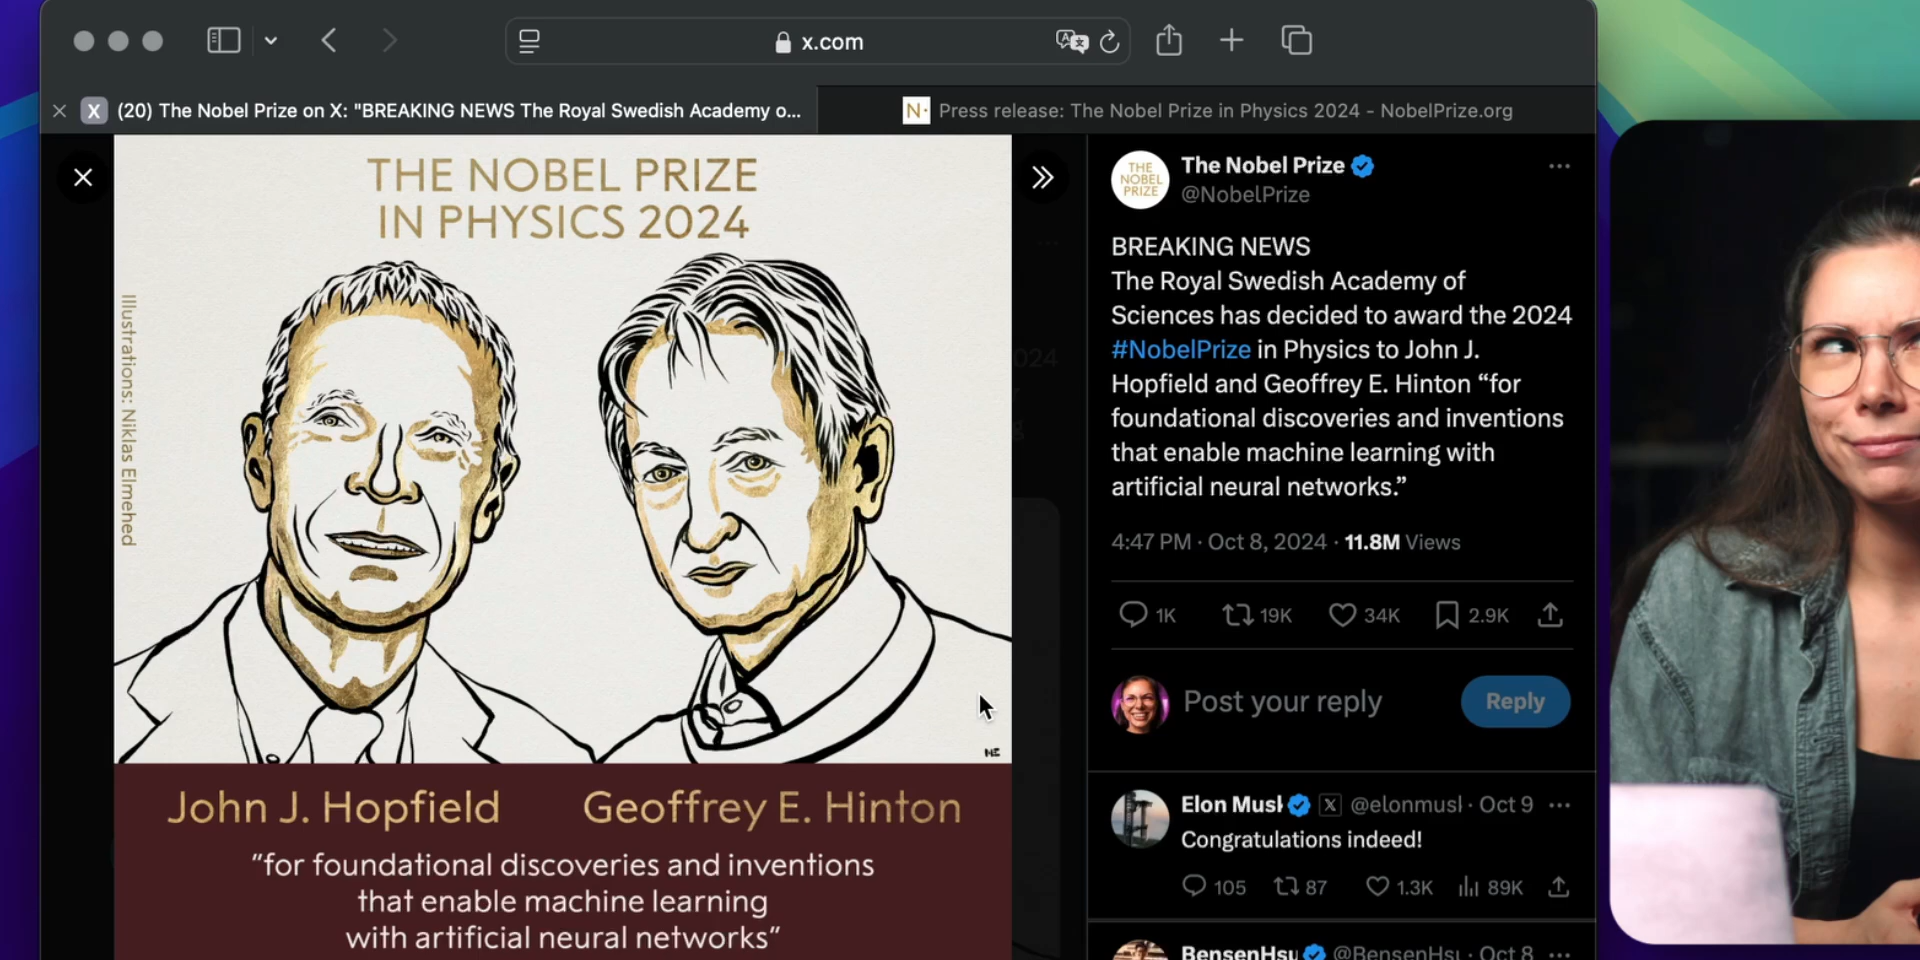 x.com
(20) The Nobel Prize on X: "BREAKING NEWS The Royal Swedish Academy o...
Press release: The Nobel Prize in Physics 2024 - NobelPrize.org
THE NOBEL PRIZE
IN PHYSICS 2024
Illustrations: Niklas Elmehed
John J. Hopfield
Geoffrey E. Hinton
“for foundational discoveries and inventions
that enable machine learning
with artificial neural networks”
THE
NOBEL
PRIZE
The Nobel Prize
@NobelPrize
BREAKING NEWS
The Royal Swedish Academy of
Sciences has decided to award the 2024
#NobelPrize in Physics to John J.
Hopfield and Geoffrey E. Hinton “for
foundational discoveries and inventions
that enable machine learning with
artificial neural networks.”
4:47 PM · Oct 8, 2024 · 11.8M Views
1K 19K 34K 2.9K
Post your reply
Reply
Elon Musk @elonmusk · Oct 9
Congratulations indeed!
105 87 1.3K 89K
BensenHsu @BensenHsu · Oct 8